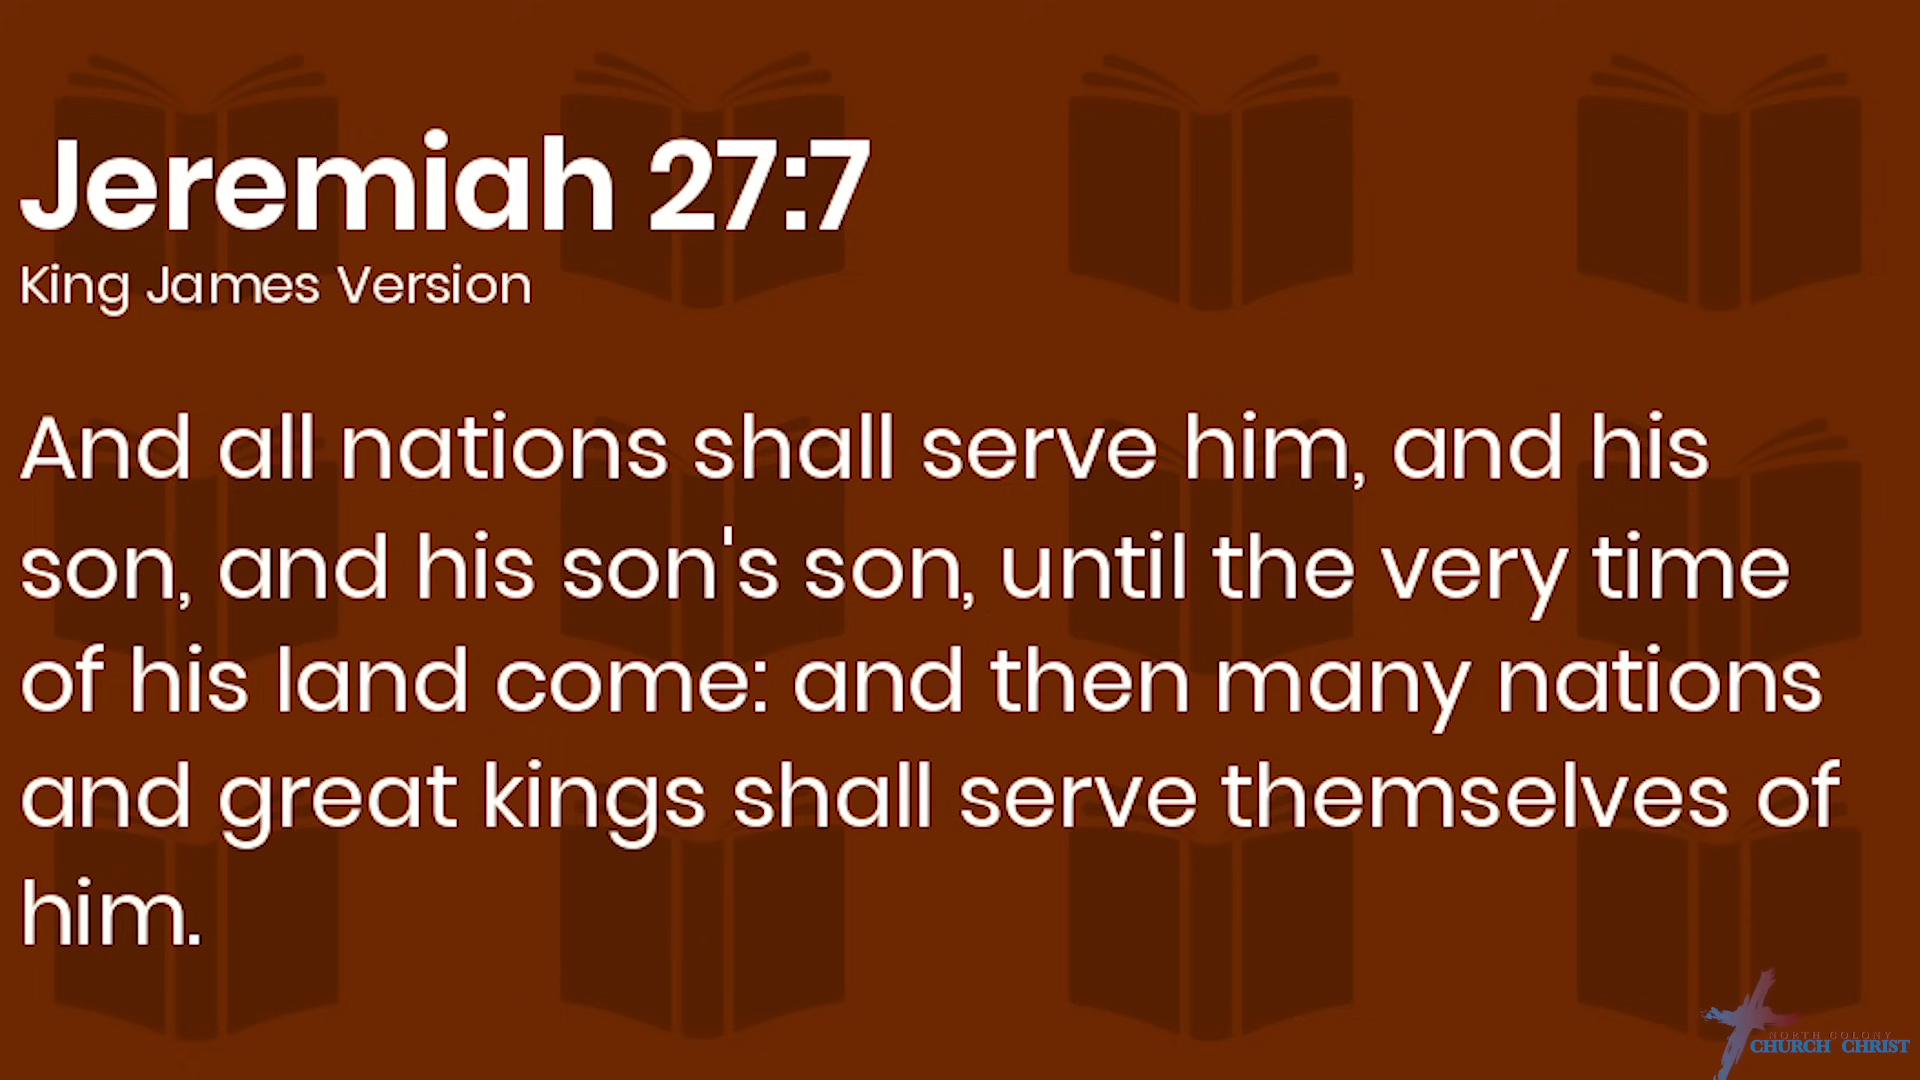 Jeremiah 27:7
King James Version
And all nations shall serve him, and his
son, and his son's son, until the very time
of his land come: and then many nations
and great kings shall serve themselves of
him.
NORTH COLONY
CHURCH CHRIST